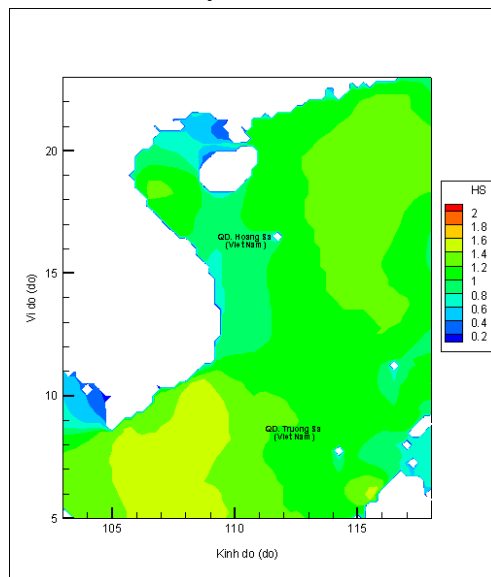 20
15
10
5
Vi do (do)
105
110
115
Kinh do (do)
QD. Hoang Sa
(Viet Nam)
QD. Truong Sa
(Viet Nam)
HS
2
1.8
1.6
1.4
1.2
1
0.8
0.6
0.4
0.2